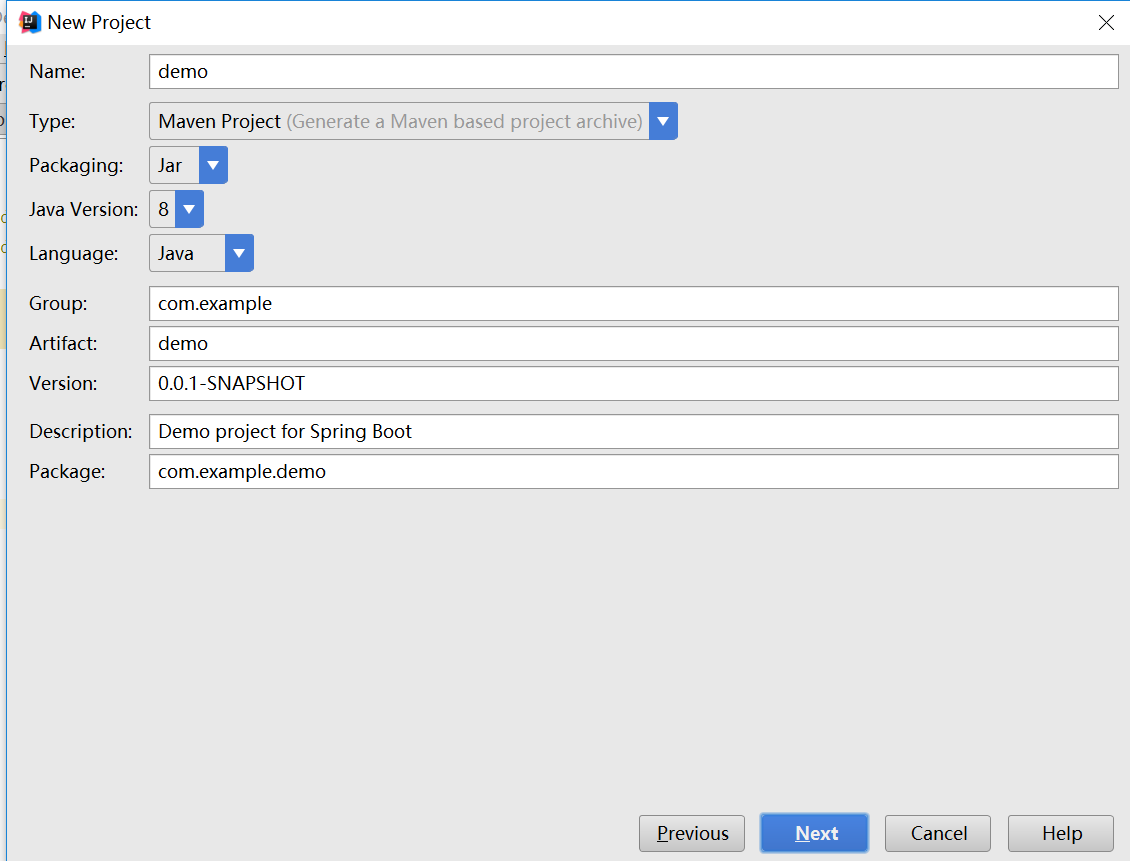 New Project
Name: demo
Type: Maven Project (Generate a Maven based project archive)
Packaging: Jar
Java Version: 8
Language: Java
Group: com.example
Artifact: demo
Version: 0.0.1-SNAPSHOT
Description: Demo project for Spring Boot
Package: com.example.demo
Previous Next Cancel Help